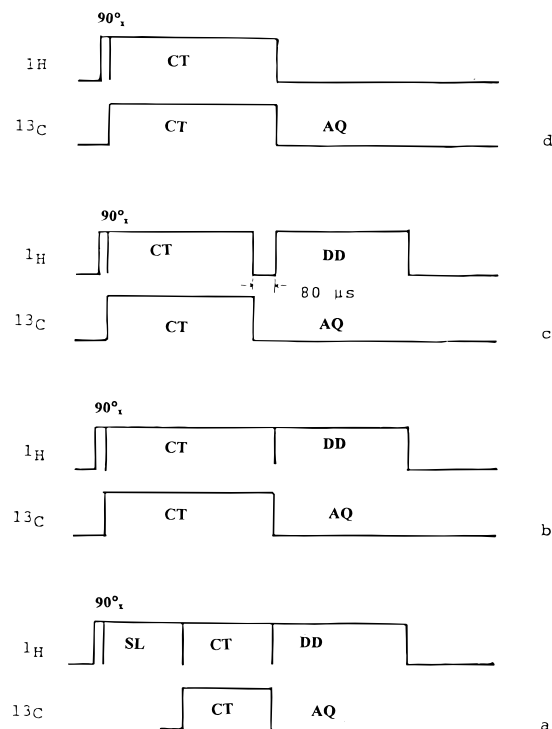 90°x
1H CT
13C CT AQ d
90°x
1H CT DD
80 µs
13C CT AQ c
90°x
1H CT DD
13C CT AQ b
90°x
1H SL CT DD
13C CT AQ a